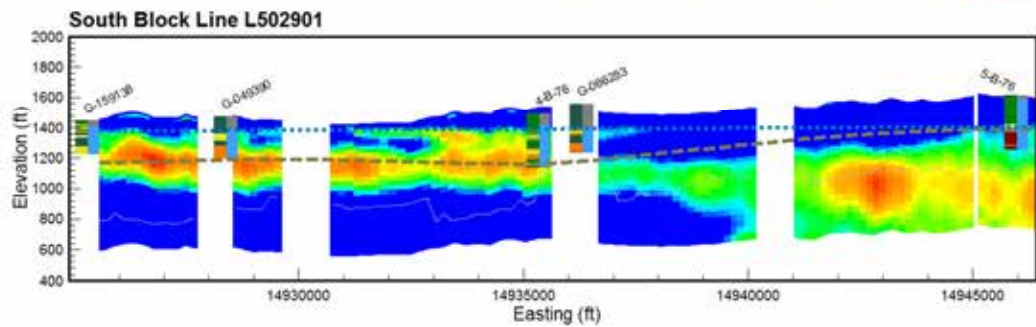 South Block Line L502901
2000
1800
1600
1400
1200
1000
800
600
400
Elevation (ft)
G-159138
G-049390
4-B-76
G-086283
5-B-76
14930000
14935000
14940000
14945000
Easting (ft)